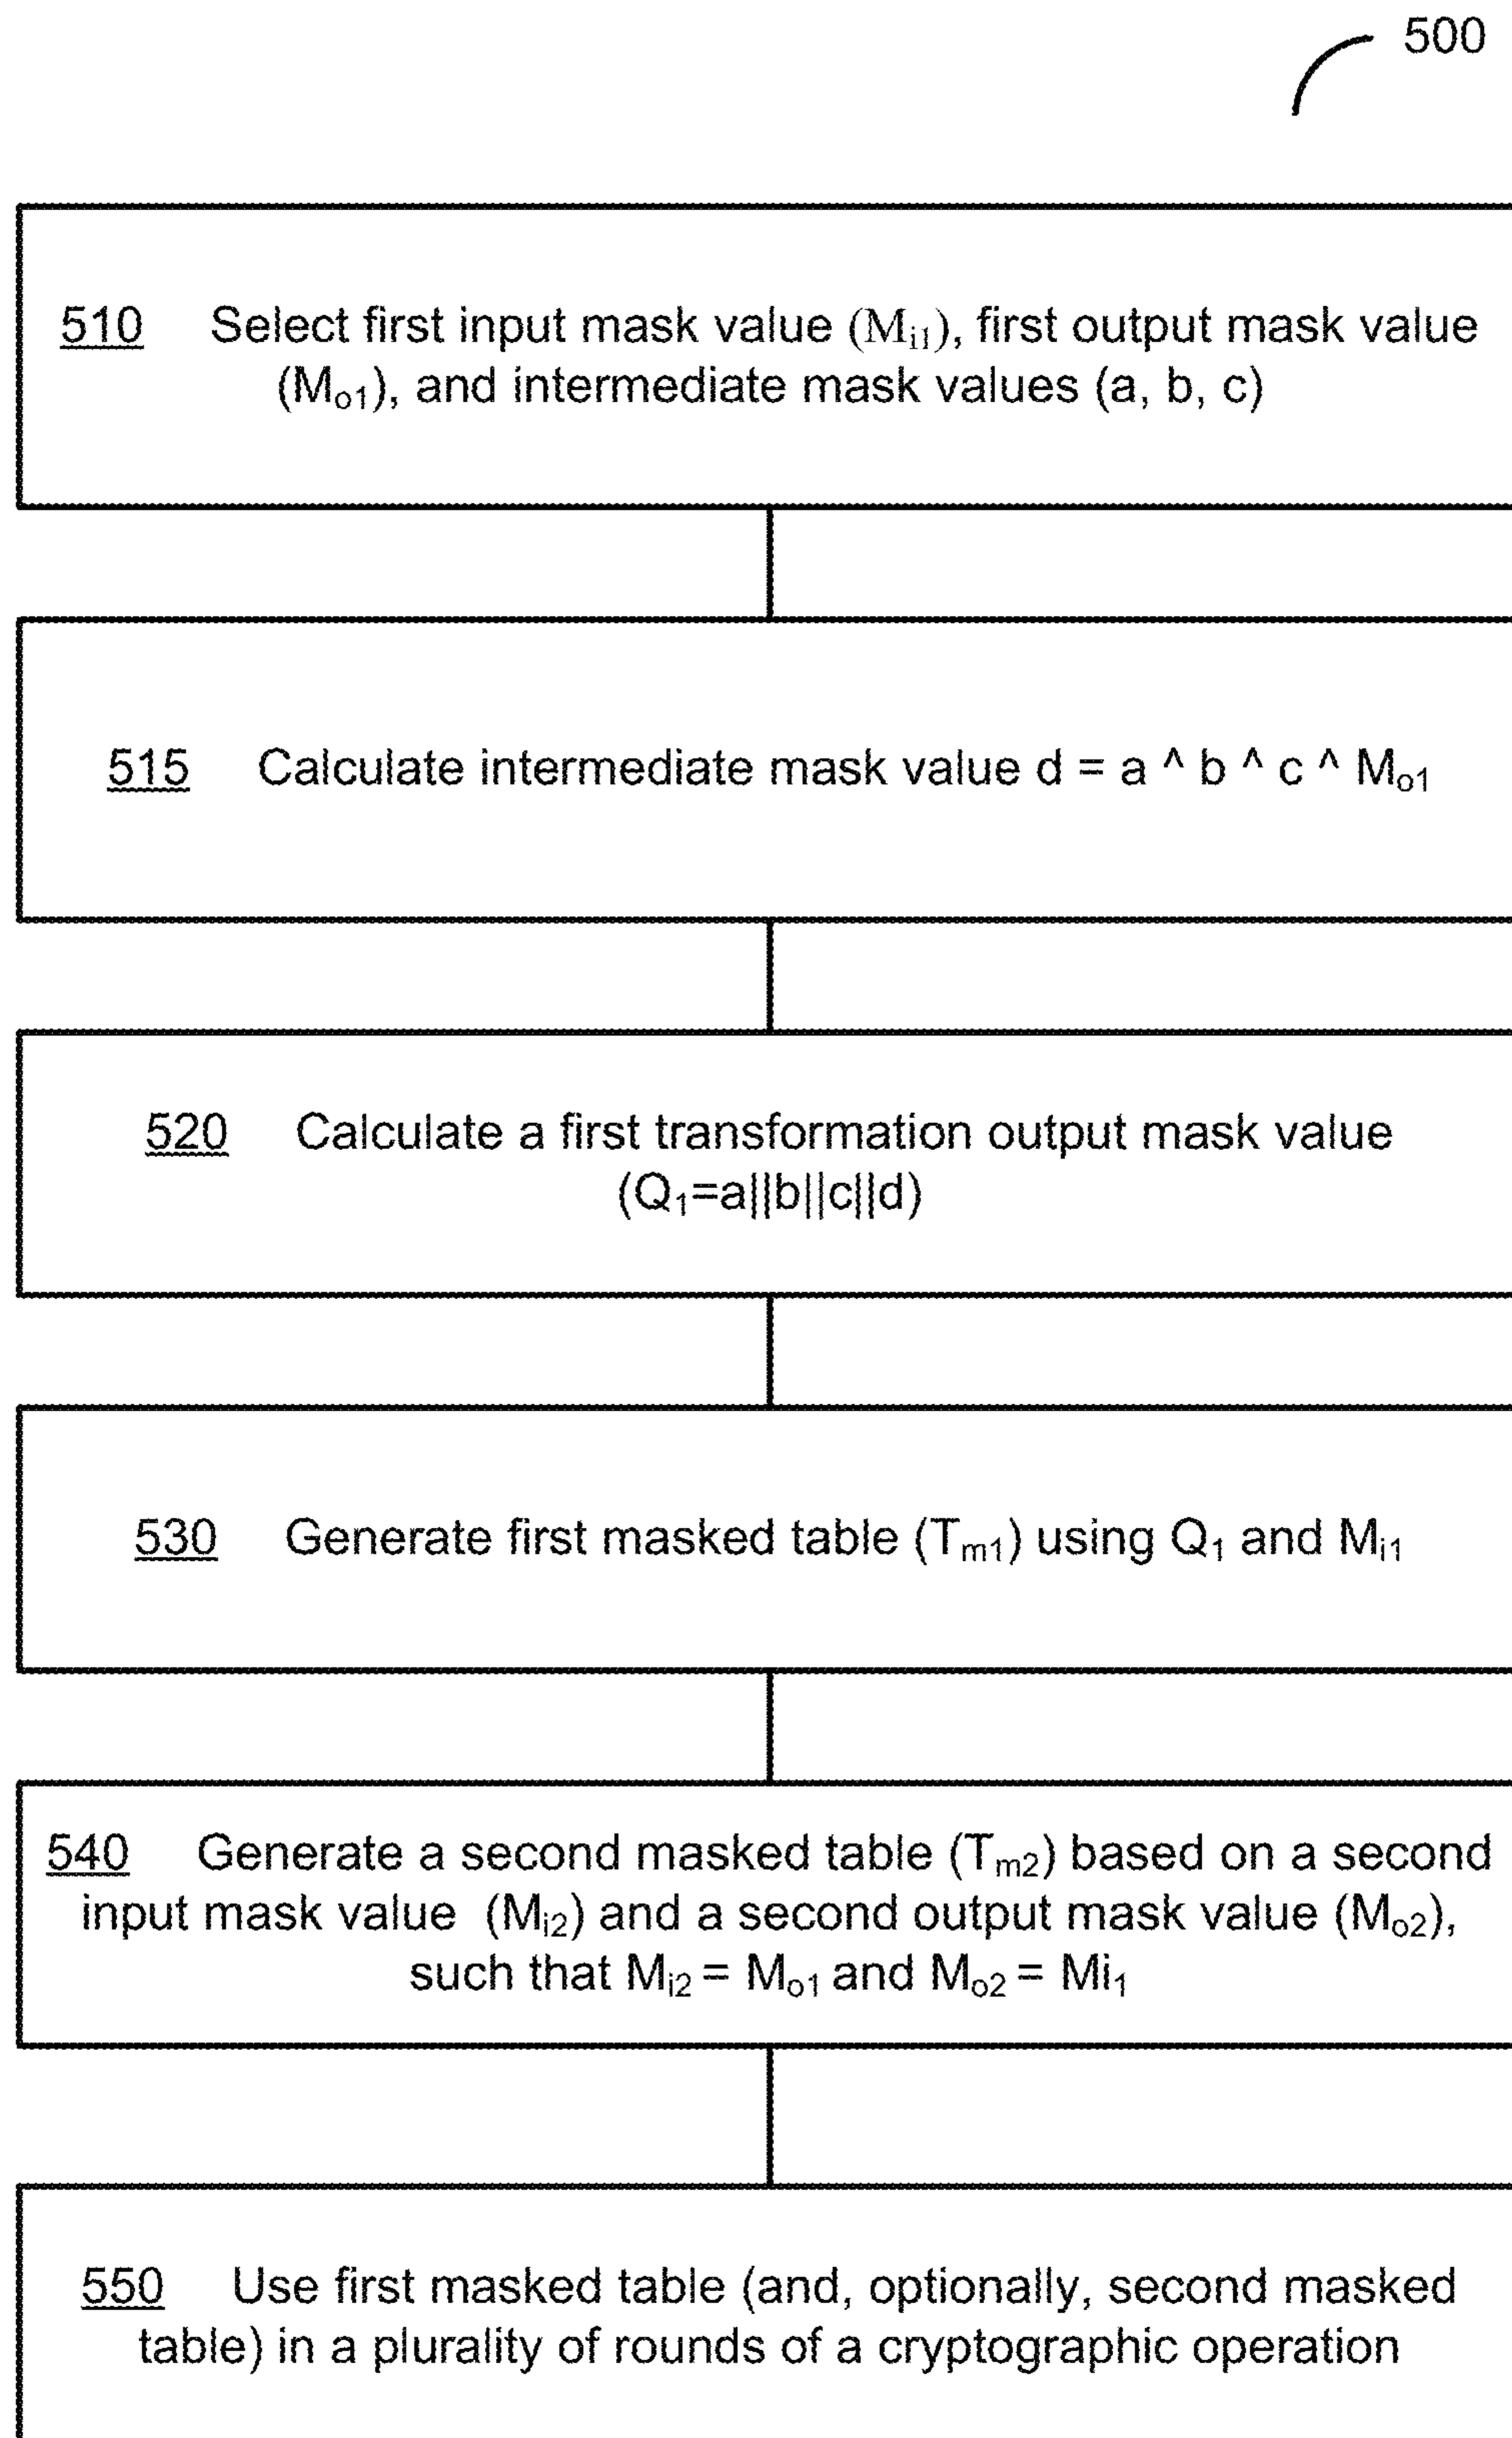 500
510 Select first input mask value (Mᵢ₁), first output mask value
(Mₒ₁), and intermediate mask values (a, b, c)
515 Calculate intermediate mask value d = a ^ b ^ c ^ Mₒ₁
520 Calculate a first transformation output mask value
(Q₁=a||b||c||d)
530 Generate first masked table (Tₘ₁) using Q₁ and Mᵢ₁
540 Generate a second masked table (Tₘ₂) based on a second
input mask value (Mᵢ₂) and a second output mask value (Mₒ₂),
such that Mᵢ₂ = Mₒ₁ and Mₒ₂ = Mi₁
550 Use first masked table (and, optionally, second masked
table) in a plurality of rounds of a cryptographic operation